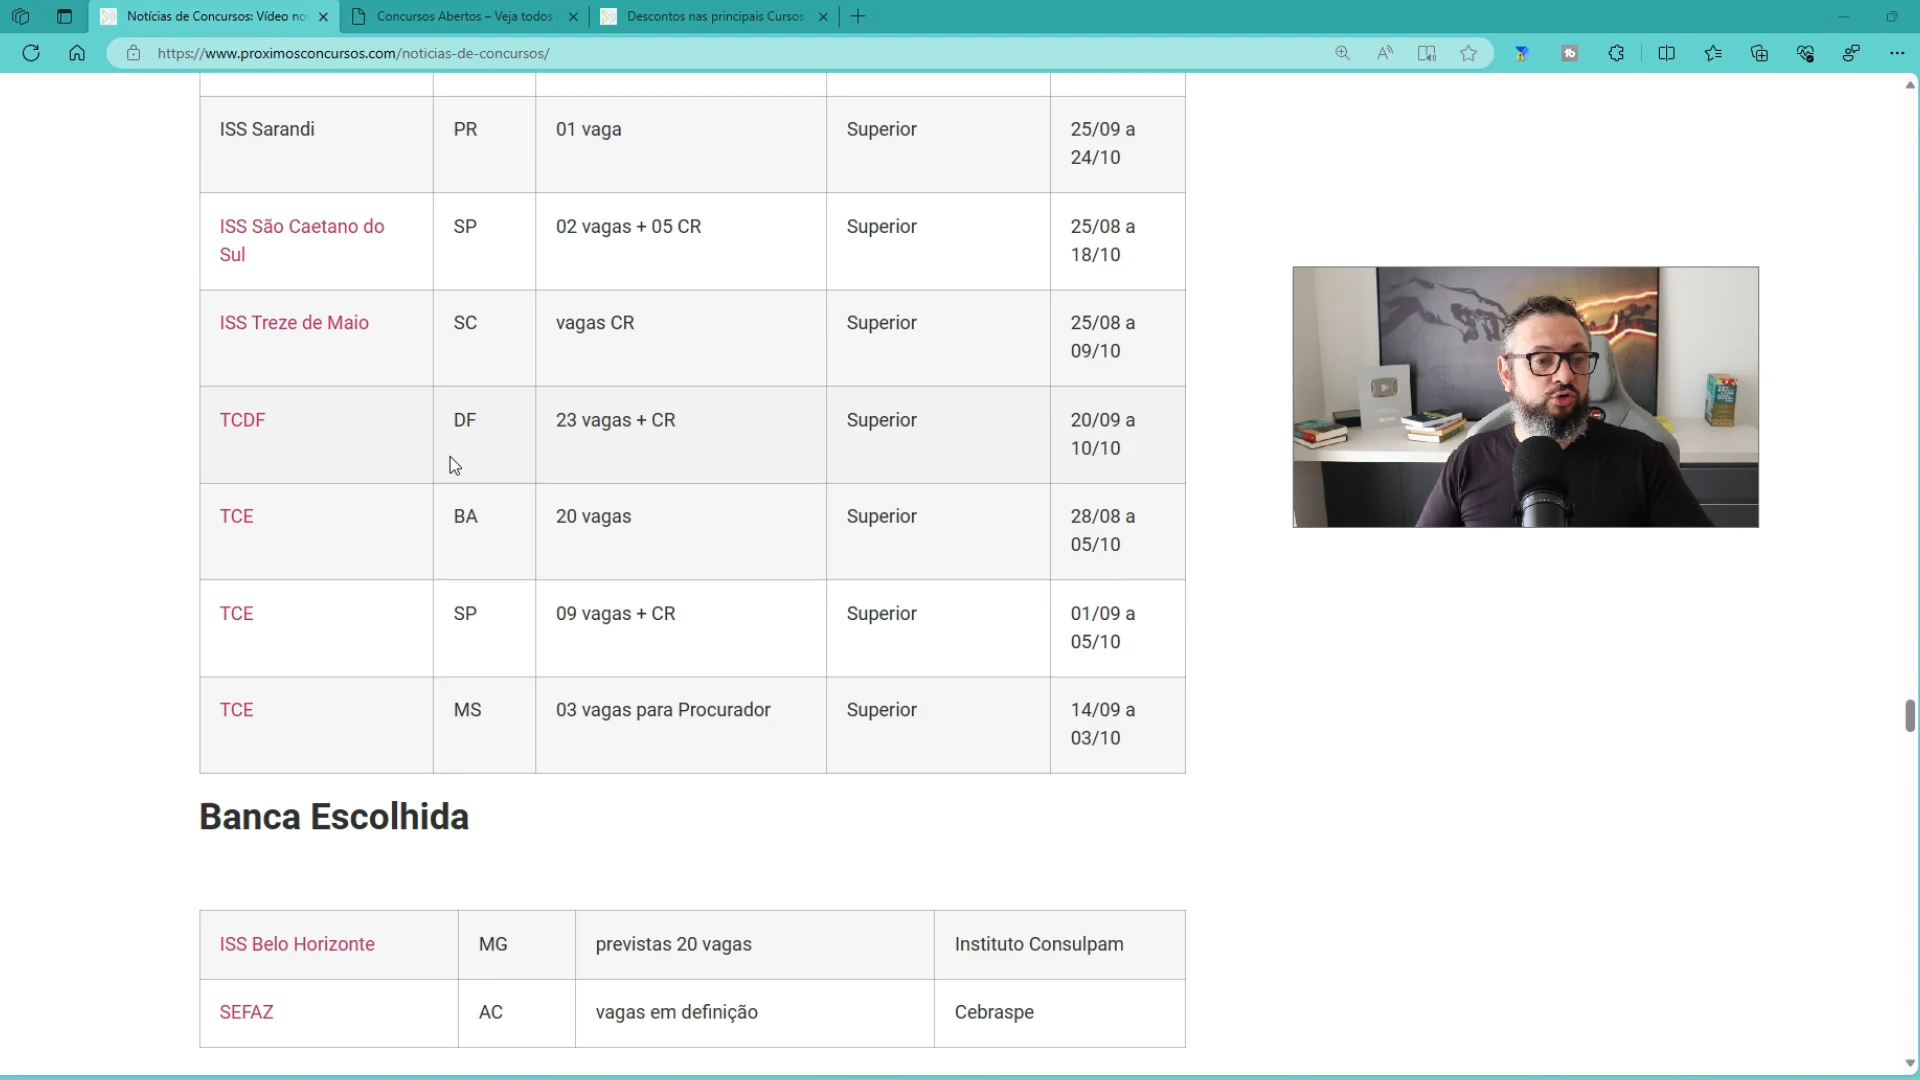 Notícias de Concursos: Vídeo no
Concursos Abertos – Veja todos
Descontos nas principais Cursos
https://www.proximosconcursos.com/noticias-de-concursos/
ISS Sarandi PR 01 vaga Superior 25/09 a
24/10
ISS São Caetano do SP 02 vagas + 05 CR Superior 25/08 a
Sul 18/10
ISS Treze de Maio SC vagas CR Superior 25/08 a
09/10
TCDF DF 23 vagas + CR Superior 20/09 a
10/10
TCE BA 20 vagas Superior 28/08 a
05/10
TCE SP 09 vagas + CR Superior 01/09 a
05/10
TCE MS 03 vagas para Procurador Superior 14/09 a
03/10
Banca Escolhida
ISS Belo Horizonte MG previstas 20 vagas Instituto Consulpam
SEFAZ AC vagas em definição Cebraspe